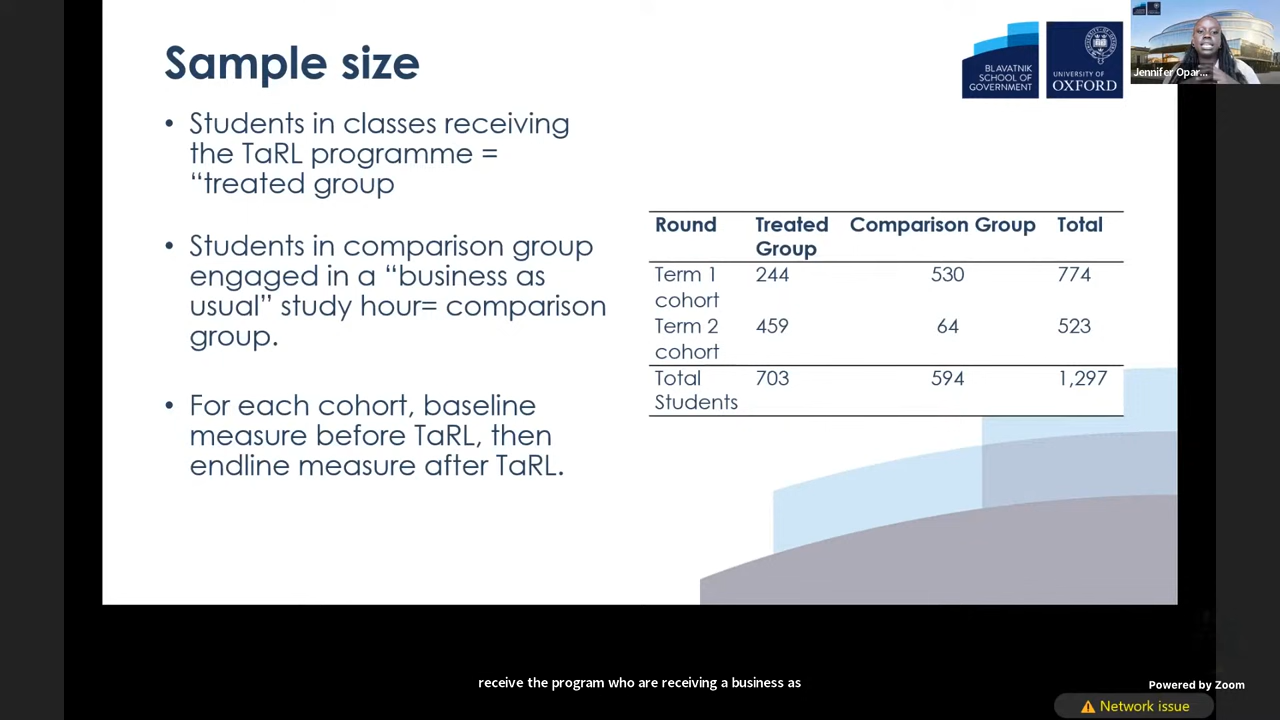 Sample size
• Students in classes receiving
the TaRL programme =
“treated group
• Students in comparison group
engaged in a “business as
usual” study hour= comparison
group.
• For each cohort, baseline
measure before TaRL, then
endline measure after TaRL.
BLAVATNIK
SCHOOL OF
GOVERNMENT
UNIVERSITY OF
OXFORD
Jennifer Opar...
Round Treated Group Comparison Group Total
Term 1 cohort 244 530 774
Term 2 cohort 459 64 523
Total Students 703 594 1,297
receive the program who are receiving a business as
Powered by Zoom
Network issue